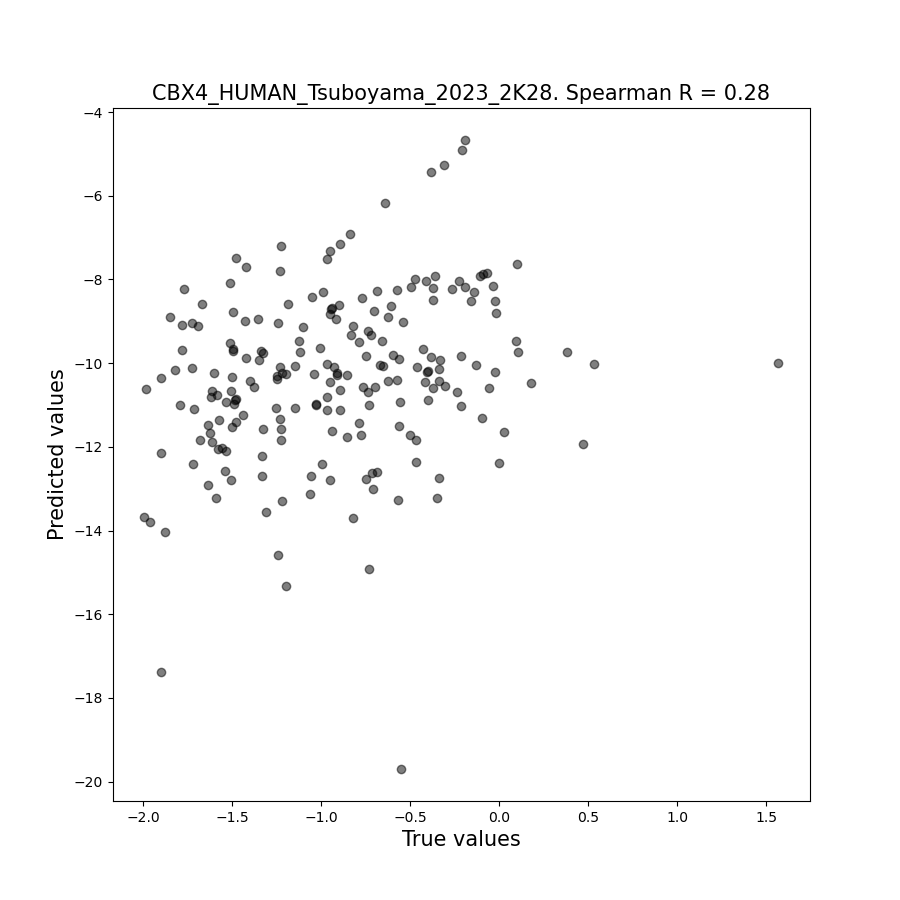 CBX4_HUMAN_Tsuboyama_2023_2K28. Spearman R = 0.28
−4
−6
−8
−10
−12
−14
−16
−18
−20
Predicted values
−2.0 −1.5 −1.0 −0.5 0.0 0.5 1.0 1.5
True values